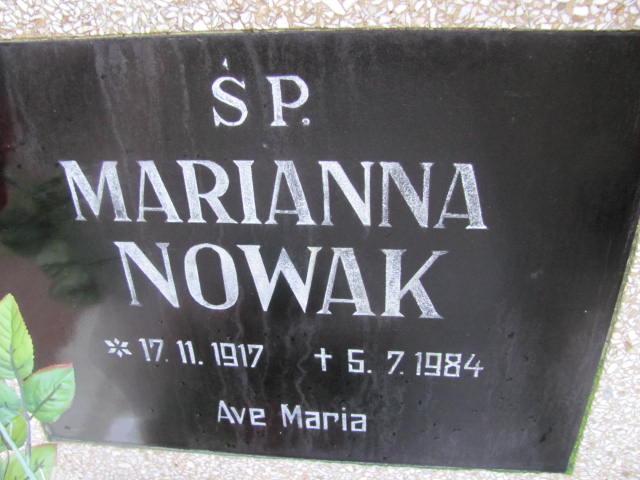 ŚP.
MARIANNA
NOWAK
* 17. 11. 1917 † 5. 7. 1984
Ave Maria